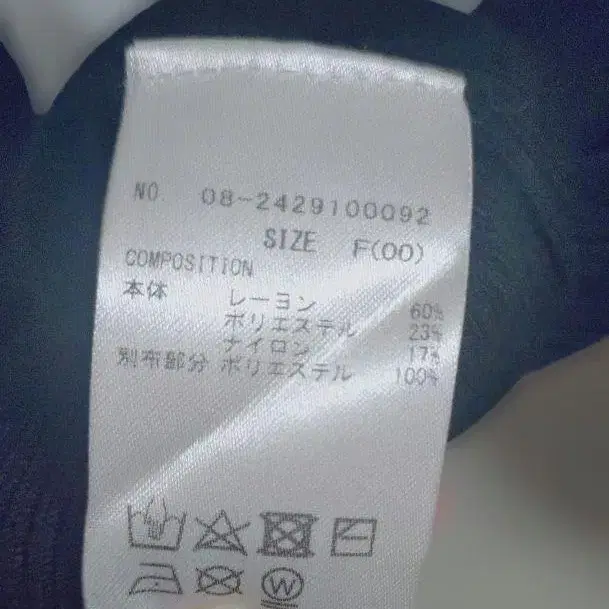 NO 08-2429100092
SIZE F(00)
COMPOSITION
本体 レーヨン 60%
ポリエステル 23%
ナイロン 17%
別布部分 ポリエステル 100%
W